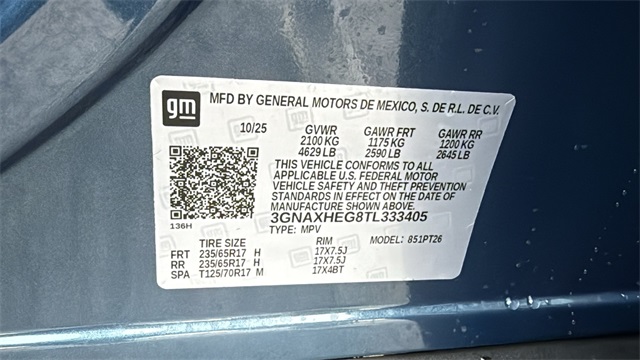 gm MFD BY GENERAL MOTORS DE MEXICO, S. DE R.L. DE C.V.
10/25 GVWR GAWR FRT GAWR RR
2100 KG 1175 KG 1200 KG
4629 LB 2590 LB 2645 LB
THIS VEHICLE CONFORMS TO ALL
APPLICABLE U.S. FEDERAL MOTOR
VEHICLE SAFETY AND THEFT PREVENTION
STANDARDS IN EFFECT ON THE DATE OF
MANUFACTURE SHOWN ABOVE.
3GNAXHEG8TL333405
136H TYPE: MPV MODEL: 851PT26
TIRE SIZE RIM
FRT 235/65R17 H 17X7.5J
RR 235/65R17 H 17X7.5J
SPA T125/70R17 M 17X4BT